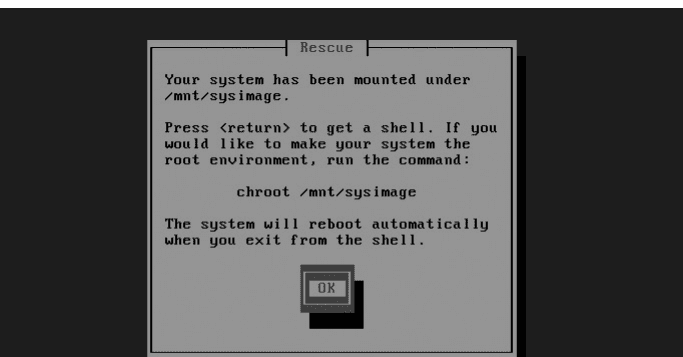 Rescue
Your system has been mounted under
/mnt/sysimage.
Press <return> to get a shell. If you
would like to make your system the
root environment, run the command:
chroot /mnt/sysimage
The system will reboot automatically
when you exit from the shell.
OK